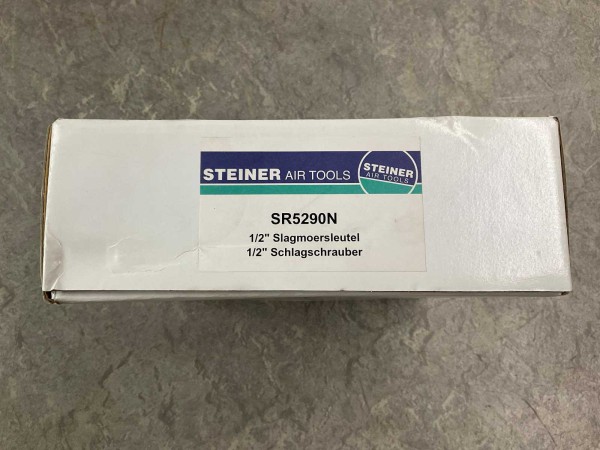 STEINER AIR TOOLS
STEINER
AIR TOOLS
SR5290N
1/2" Slagmoersleutel
1/2" Schlagschrauber